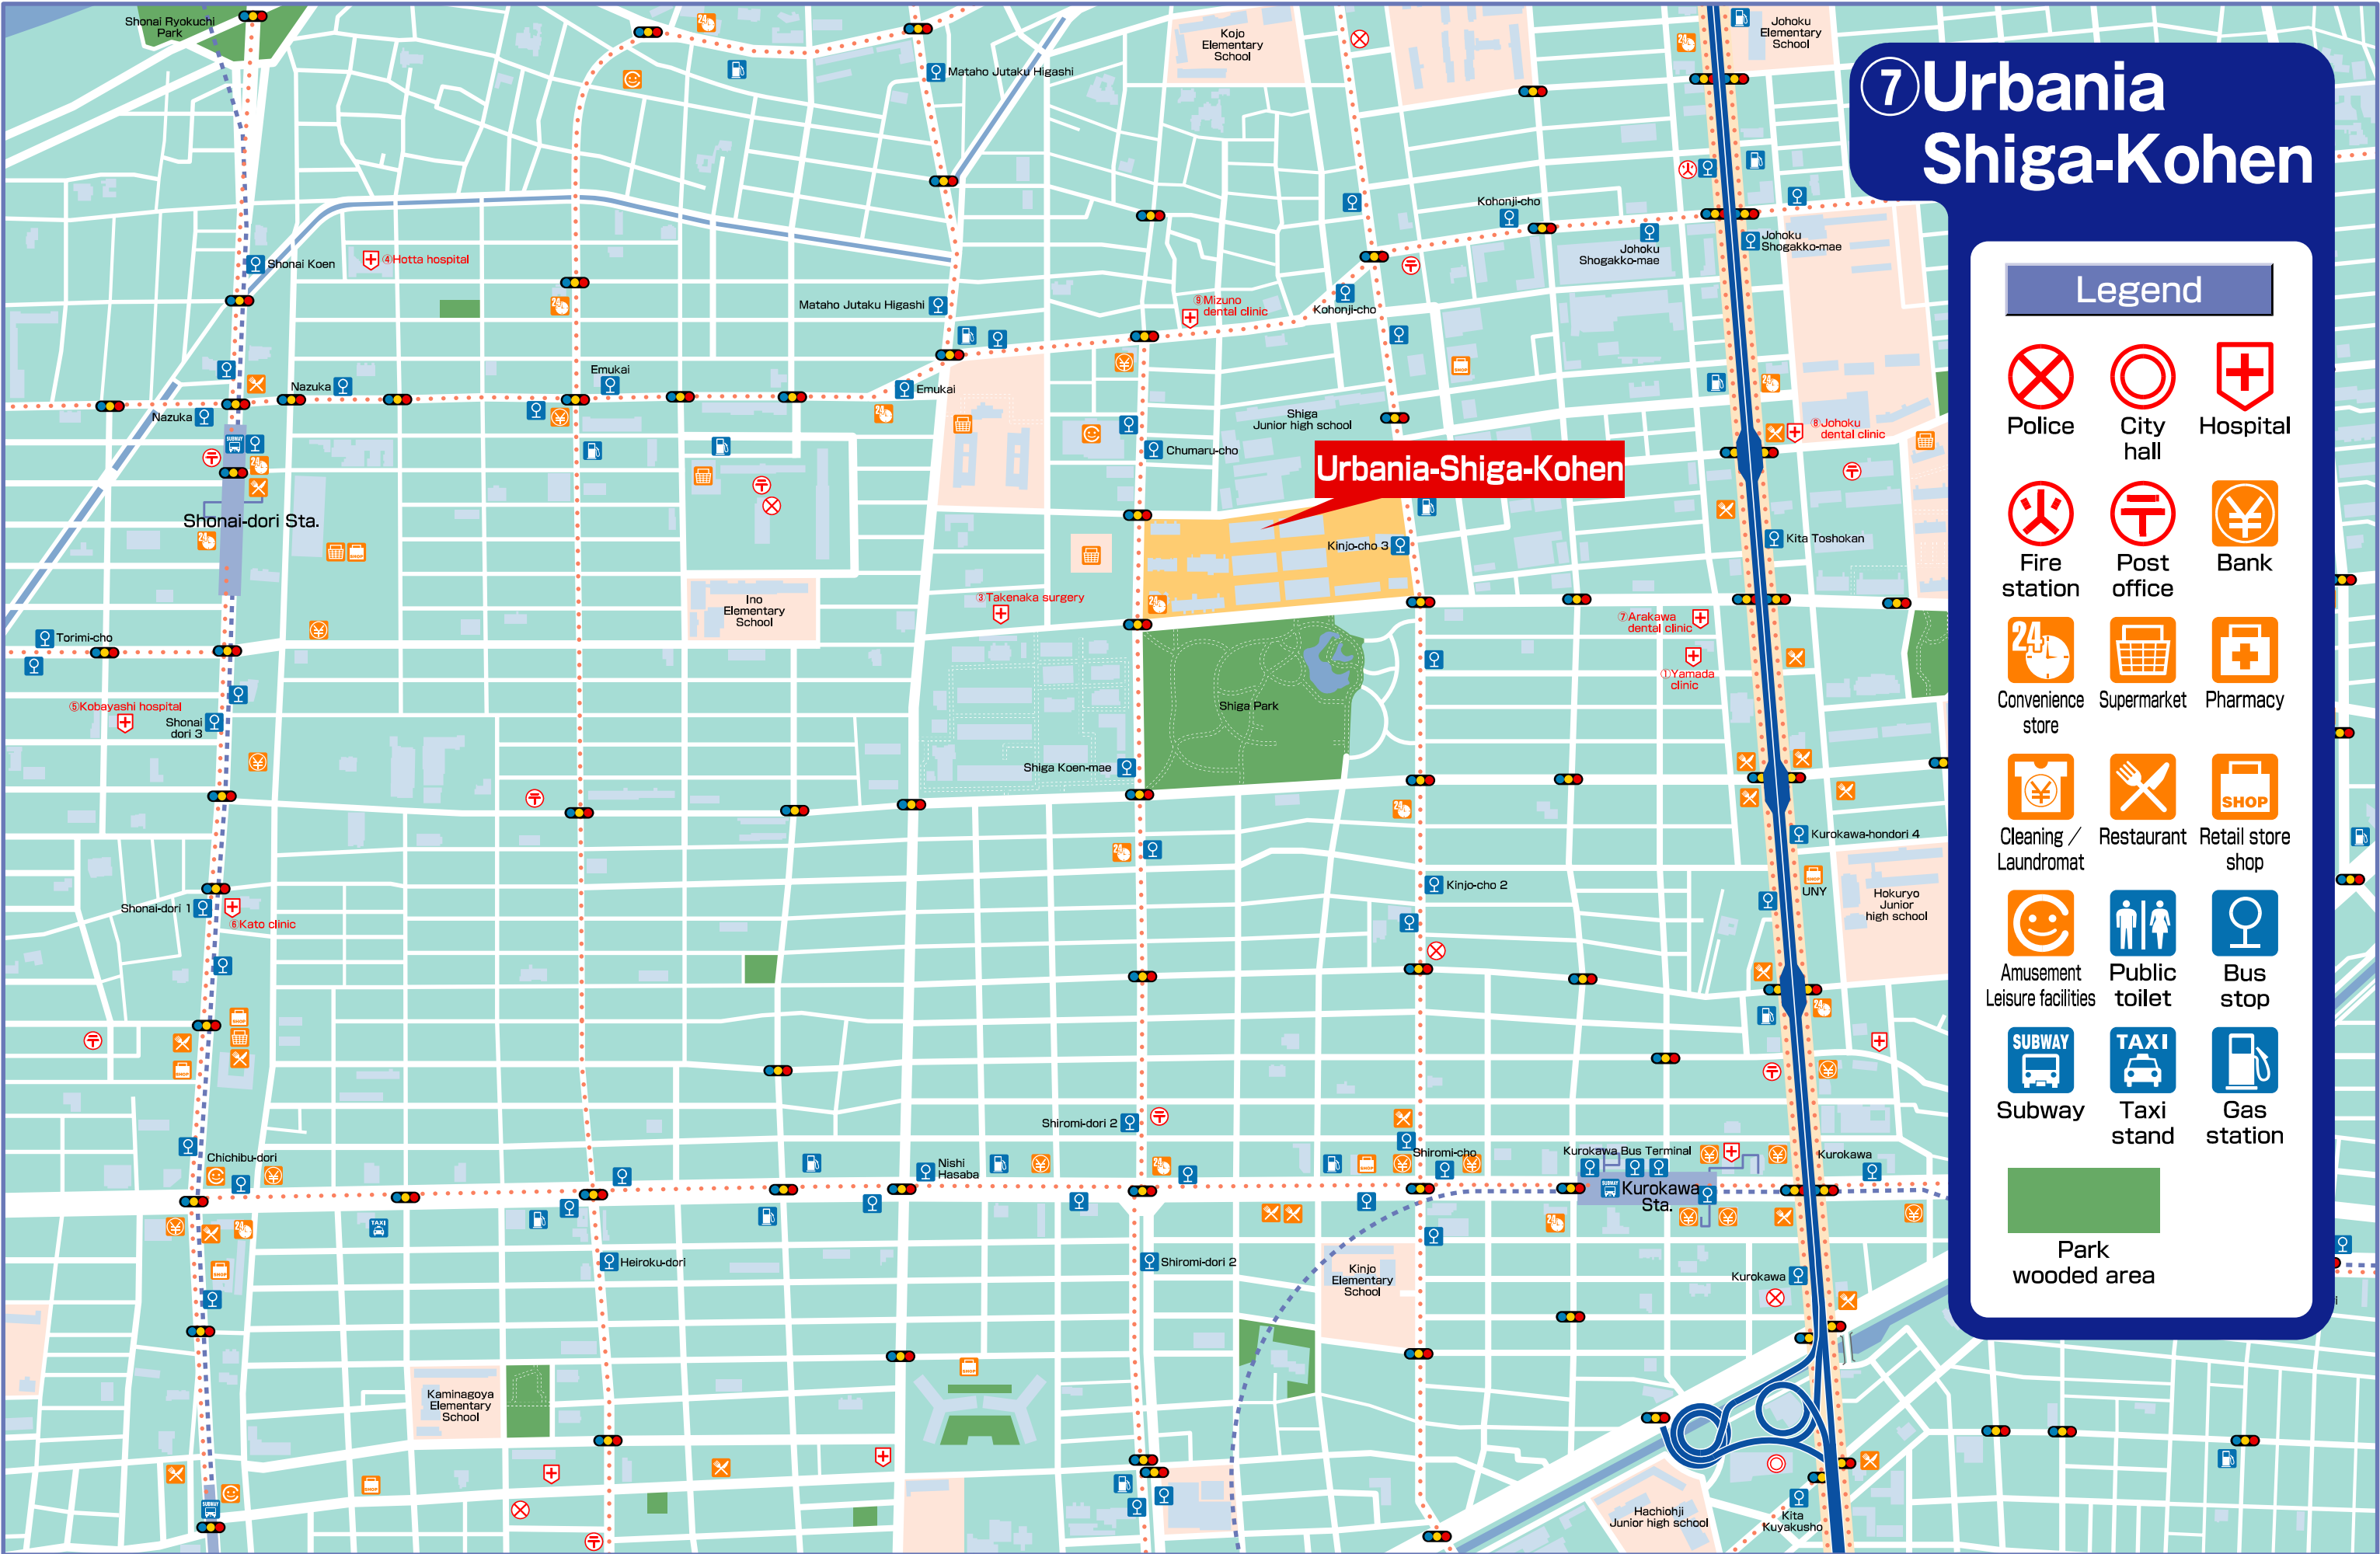 ⑦Urbania
Shiga-Kohen
Legend
Police
City
hall
Hospital
Fire
station
Post
office
Bank
24
Convenience
store
Supermarket
Pharmacy
Cleaning /
Laundromat
Restaurant
SHOP
Retail store
shop
Amusement
Leisure facilities
Public
toilet
Bus
stop
SUBWAY
Subway
TAXI
Taxi
stand
Gas
station
Park
wooded area
Shonai Ryokuchi
Park
Mataho Jutaku Higashi
Kojo
Elementary
School
Johoku
Elementary
School
Kohonji-cho
Johoku
Shogakko-mae
Johoku
Shogakko-mae
Shonai Koen
④Hotta hospital
Mataho Jutaku Higashi
⑨Mizuno
dental clinic
Kohonji-cho
Nazuka
Emukai
Emukai
Nazuka
Shiga
Junior high school
⑧Johoku
dental clinic
Chumaru-cho
Urbania-Shiga-Kohen
Shonai-dori Sta.
Kinjo-cho 3
Kita Toshokan
Ino
Elementary
School
③Takenaka surgery
⑦Arakawa
dental clinic
Torimi-cho
①Yamada
clinic
⑤Kobayashi hospital
Shonai
dori 3
Shiga Park
Shiga Koen-mae
Kurokawa-hondori 4
UNY
Kinjo-cho 2
Hokuryo
Junior
high school
Shonai-dori 1
⑥Kato clinic
Shiromi-dori 2
Chichibu-dori
Nishi
Hasaba
Shiromi-cho
Kurokawa Bus Terminal
Kurokawa
Kurokawa
Sta.
Heiroku-dori
Shiromi-dori 2
Kinjo
Elementary
School
Kurokawa
Kaminagoya
Elementary
School
Hachiohji
Junior high school
Kita
Kuyakusho